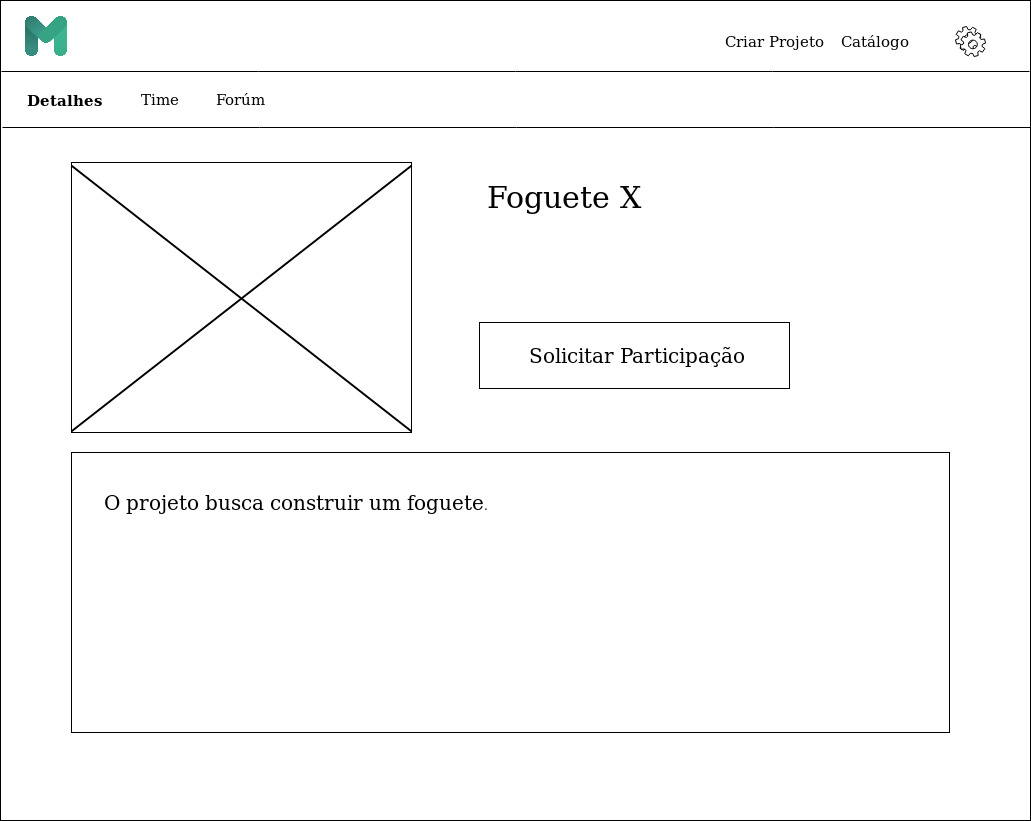 M
Criar Projeto Catálogo
Detalhes Time Forúm
Foguete X
Solicitar Participação
O projeto busca construir um foguete.